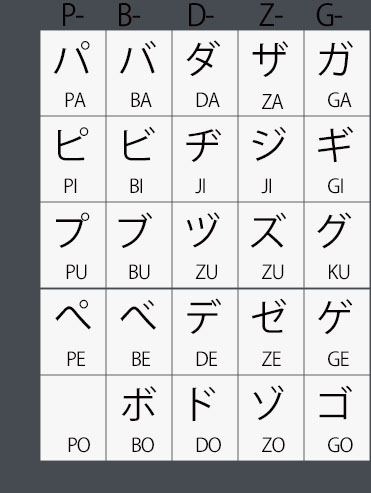 P- B- D- Z- G-
パ バ ダ ザ ガ
PA BA DA ZA GA
ピ ビ ヂ ジ ギ
PI BI JI JI GI
プ ブ ヅ ズ グ
PU BU ZU ZU KU
ペ ベ デ ゼ ゲ
PE BE DE ZE GE
ボ ド ゾ ゴ
PO BO DO ZO GO